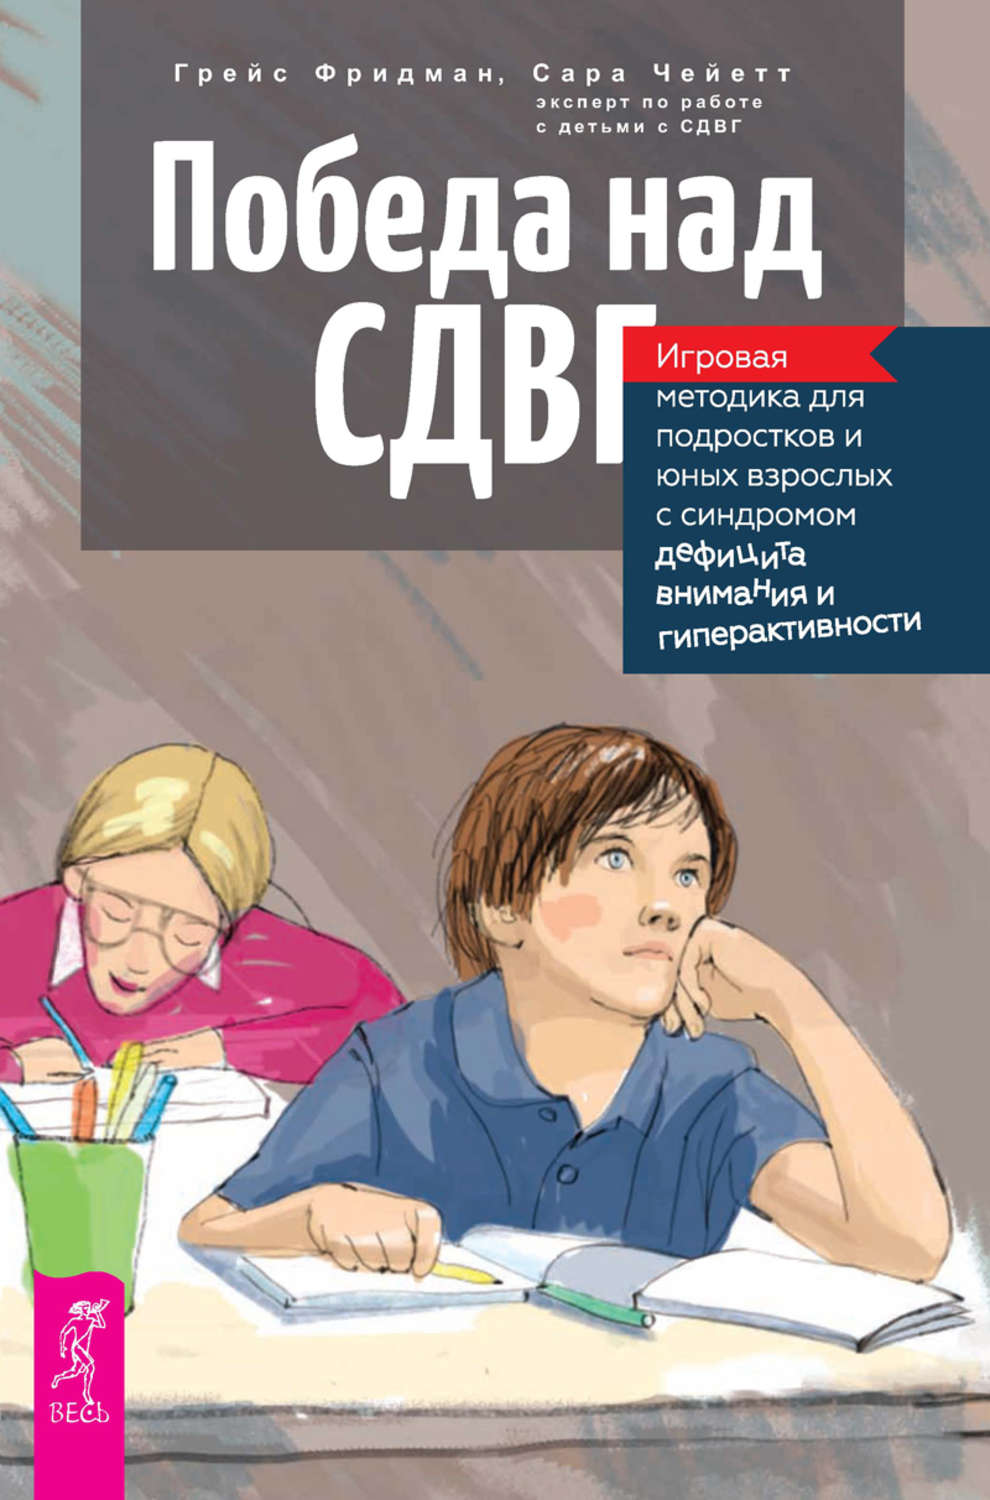 Грейс Фридман, Сара Чейетт
эксперт по работе
с детьми с СДВГ
Победа над
СДВГ
Игровая
методика для
подростков и
юных взрослых
с синдромом
дефицита
внимания и
гиперактивности
ВЕСЬ